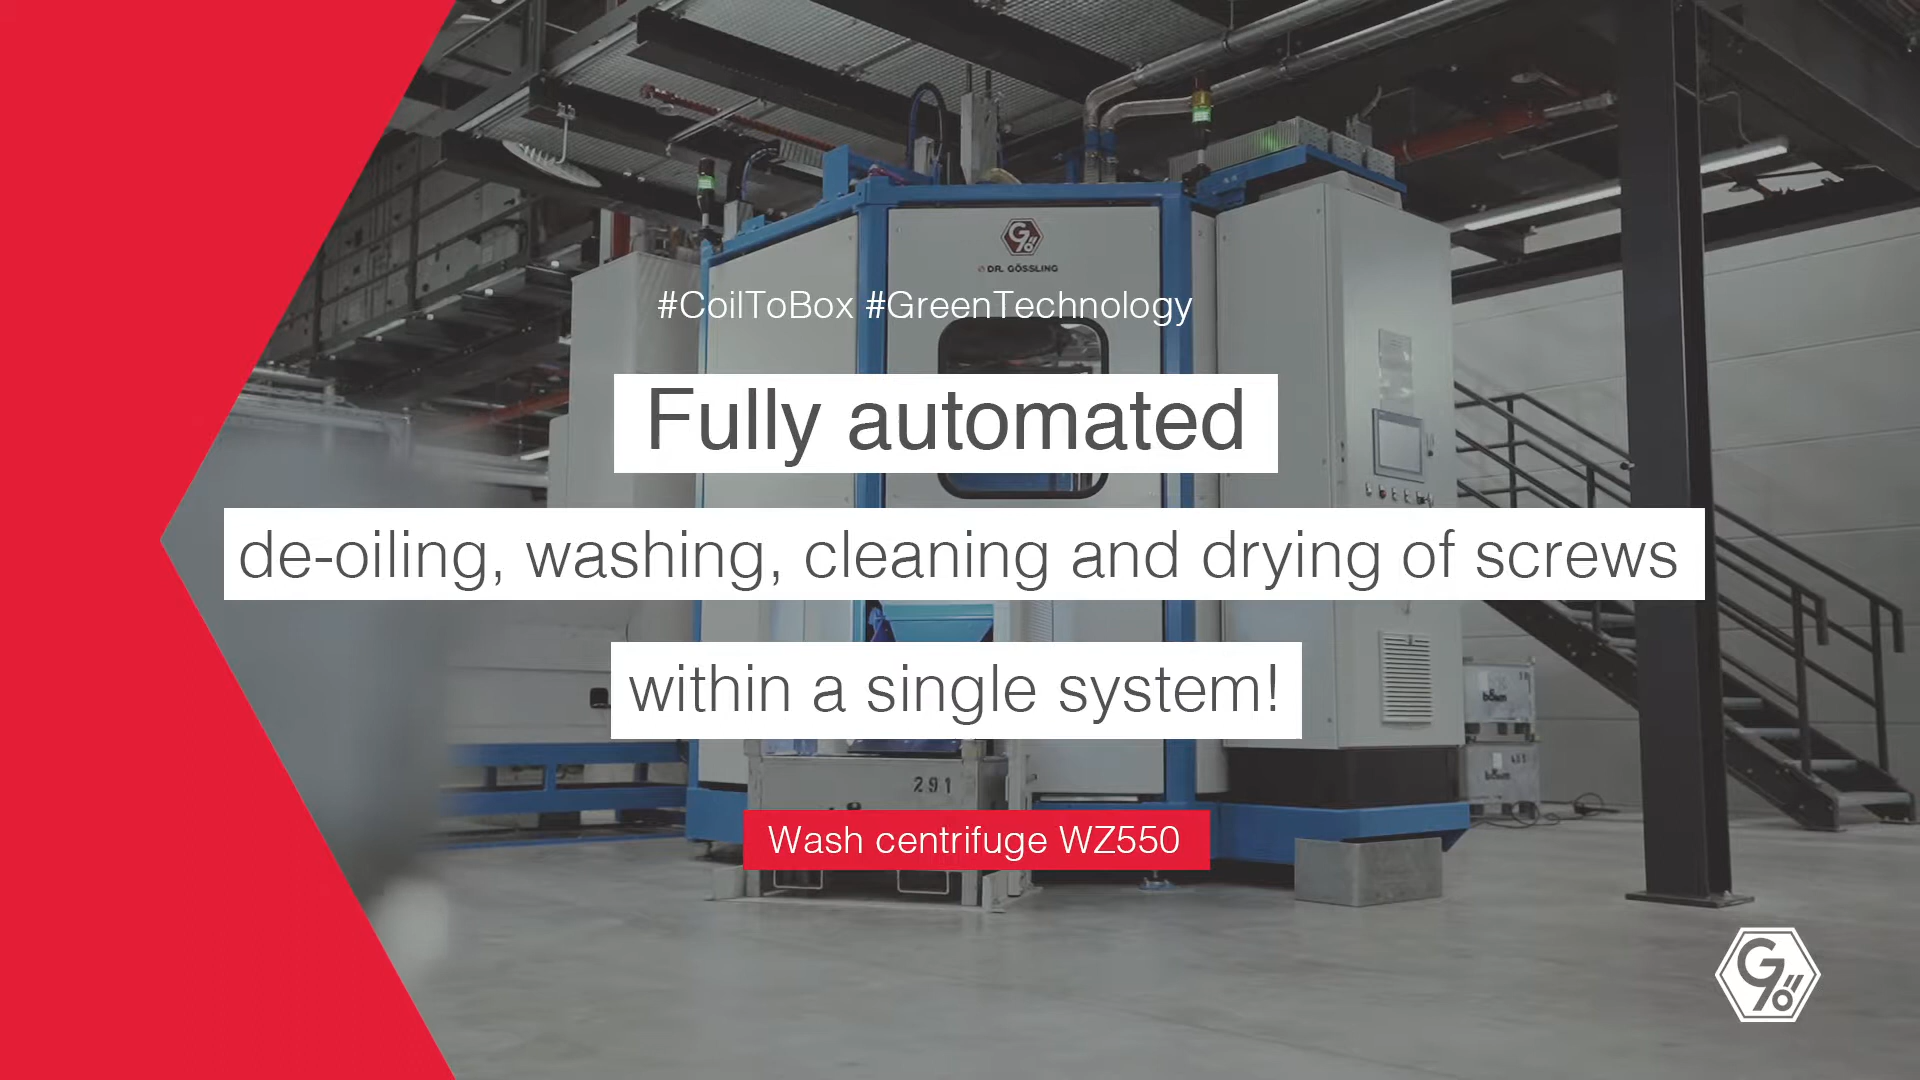 DR. GÖSSLING
#CoilToBox #GreenTechnology
Fully automated
de-oiling, washing, cleaning and drying of screws
within a single system!
291
Wash centrifuge WZ550